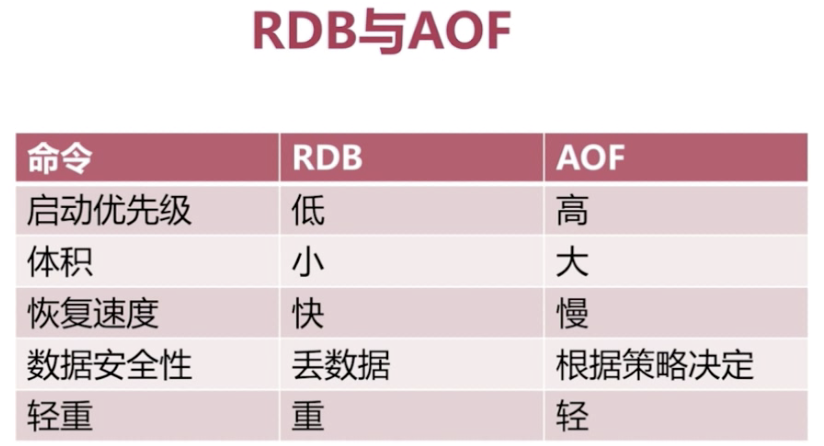 RDB与AOF
命令 RDB AOF
启动优先级 低 高
体积 小 大
恢复速度 快 慢
数据安全性 丢数据 根据策略决定
轻重 重 轻